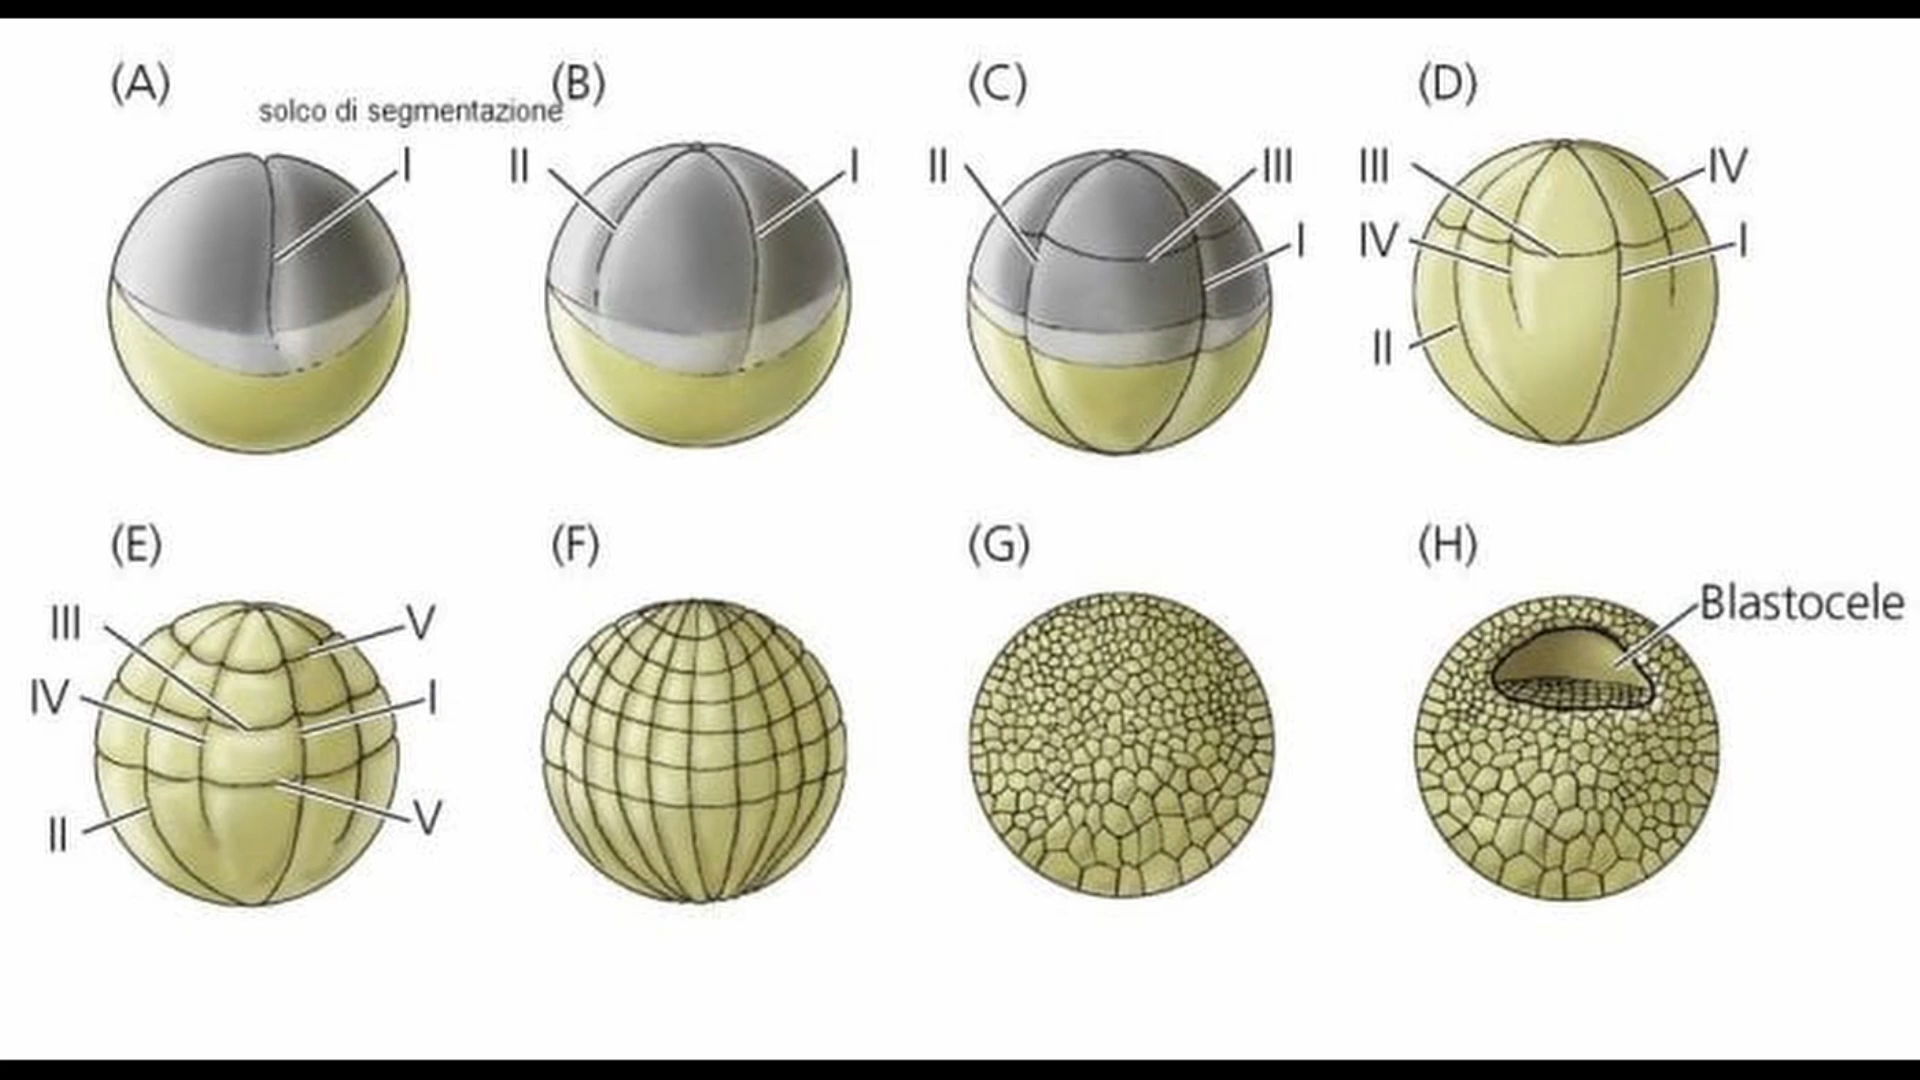 (A)
solco di segmentazione
I
(B)
II
I
(C)
II
III
I
(D)
III
IV
IV
I
II
(E)
III
V
IV
I
II
V
(F)
(G)
(H)
Blastocele